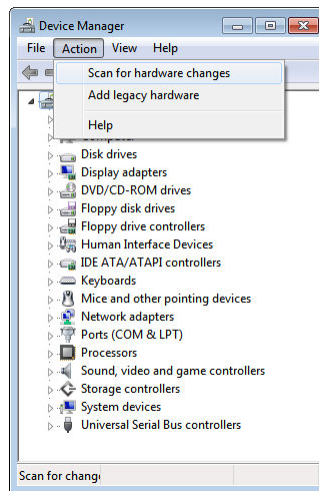 Device Manager
File Action View Help
Scan for hardware changes
Add legacy hardware
Help
Disk drives
Display adapters
DVD/CD-ROM drives
Floppy disk drives
Floppy drive controllers
Human Interface Devices
IDE ATA/ATAPI controllers
Keyboards
Mice and other pointing devices
Network adapters
Ports (COM & LPT)
Processors
Sound, video and game controllers
Storage controllers
System devices
Universal Serial Bus controllers
Scan for chang